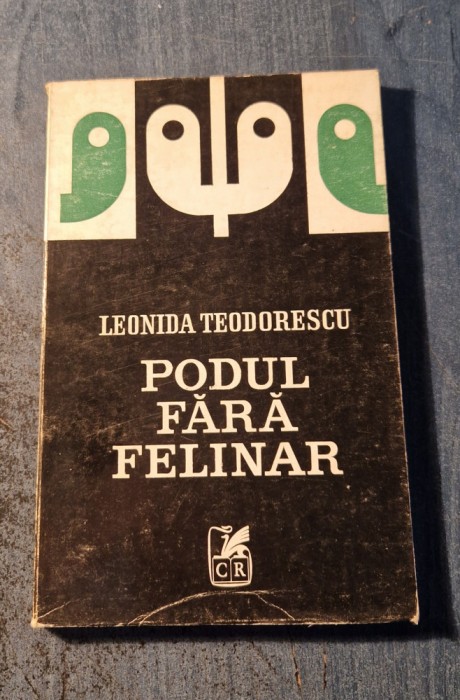 LEONIDA TEODORESCU
PODUL
FĂRĂ
FELINAR
CR